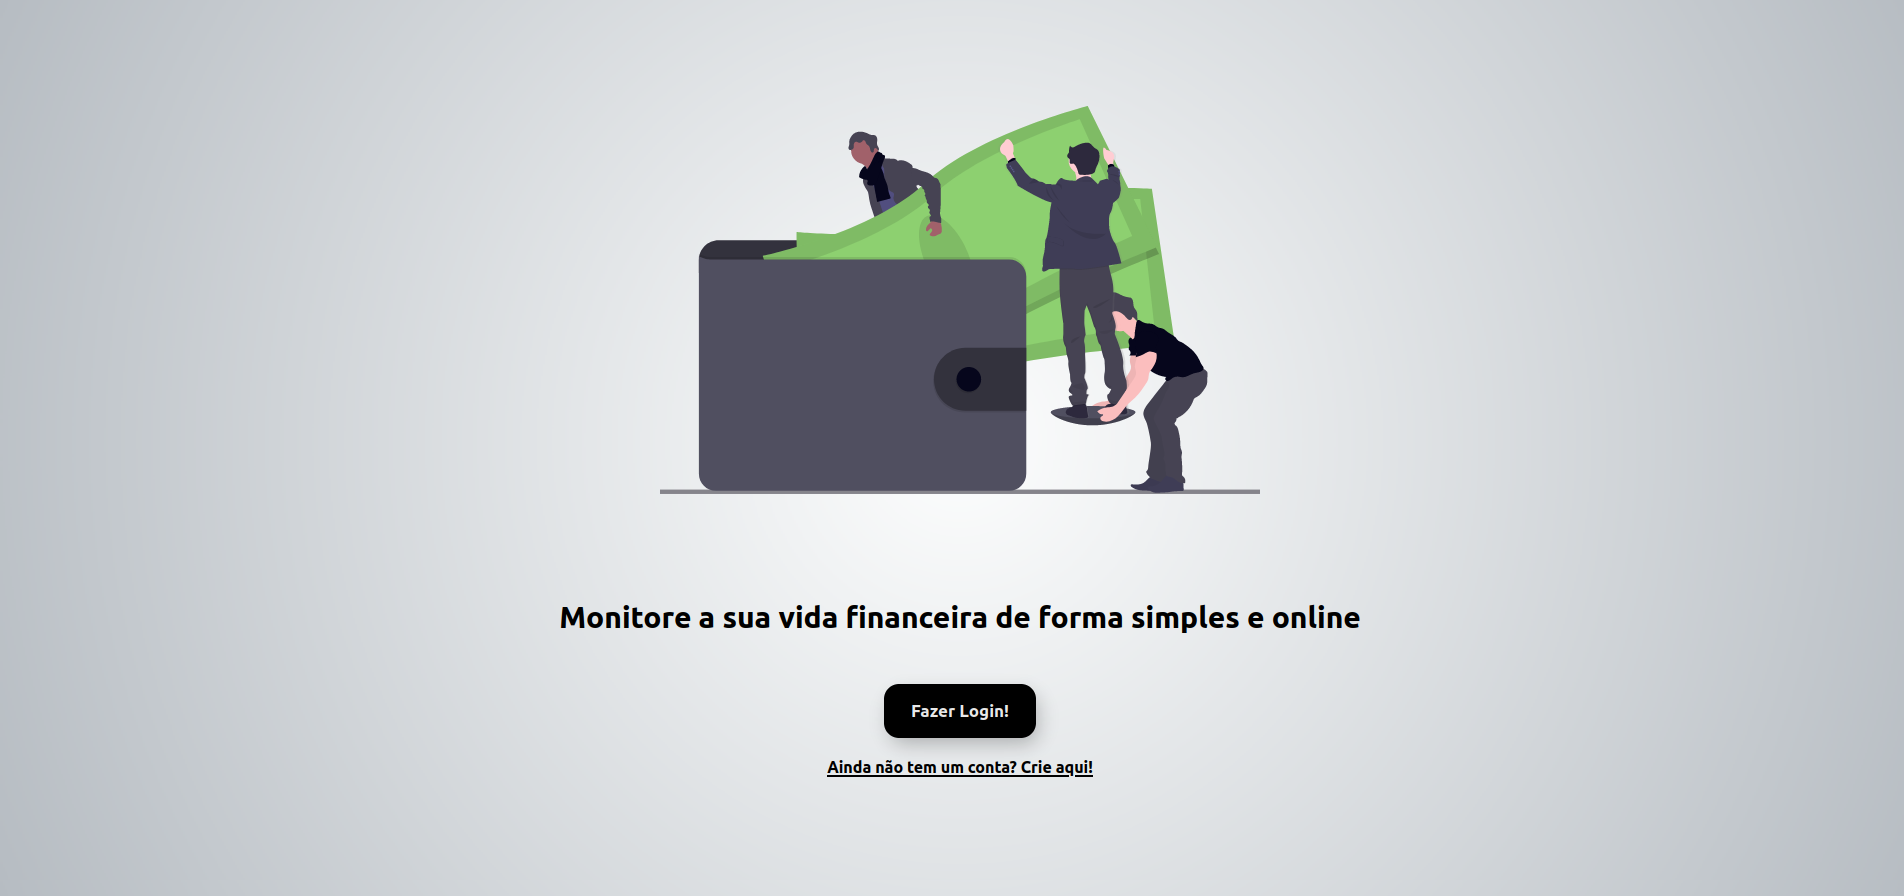 Monitore a sua vida financeira de forma simples e online
Fazer Login!
Ainda não tem um conta? Crie aqui!